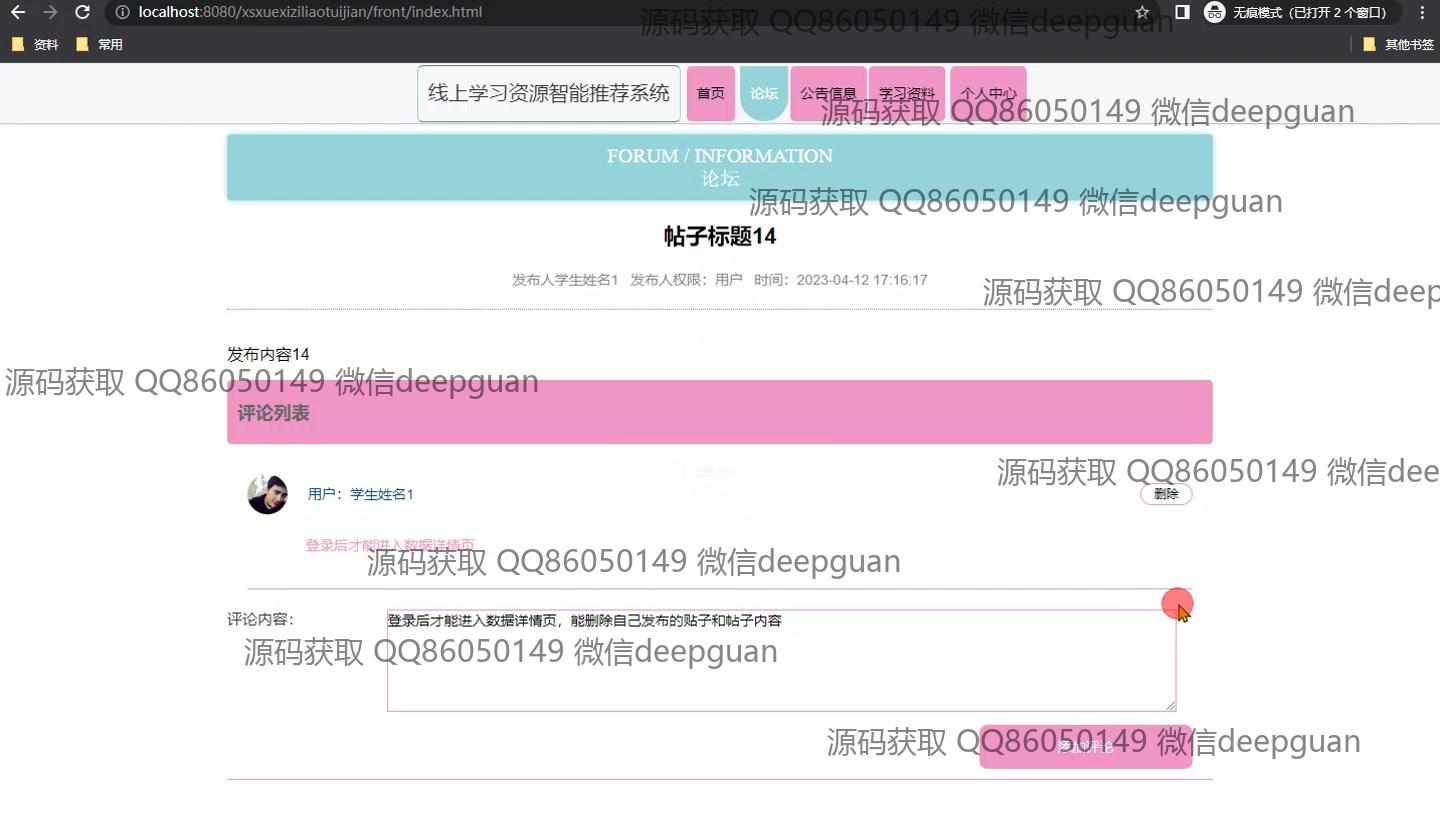 localhost:8080/xsxuexiziliaotuijian/front/index.html
无痕模式（已打开 2 个窗口）
源码获取 QQ86050149 微信deepguan
资料 常用 其他书签
线上学习资源智能推荐系统 首页 论坛 公告信息 学习资料 个人中心
源码获取 QQ86050149 微信deepguan
FORUM / INFORMATION
论坛
源码获取 QQ86050149 微信deepguan
帖子标题14
发布人学生姓名1 发布人权限：用户 时间：2023-04-12 17:16:17
源码获取 QQ86050149 微信deep
发布内容14
源码获取 QQ86050149 微信deepguan
评论列表
源码获取 QQ86050149 微信dee
用户：学生姓名1 删除
登录后才能进入数据详情页
源码获取 QQ86050149 微信deepguan
评论内容：
登录后才能进入数据详情页，能删除自己发布的贴子和帖子内容
源码获取 QQ86050149 微信deepguan
添加评论
源码获取 QQ86050149 微信deepguan